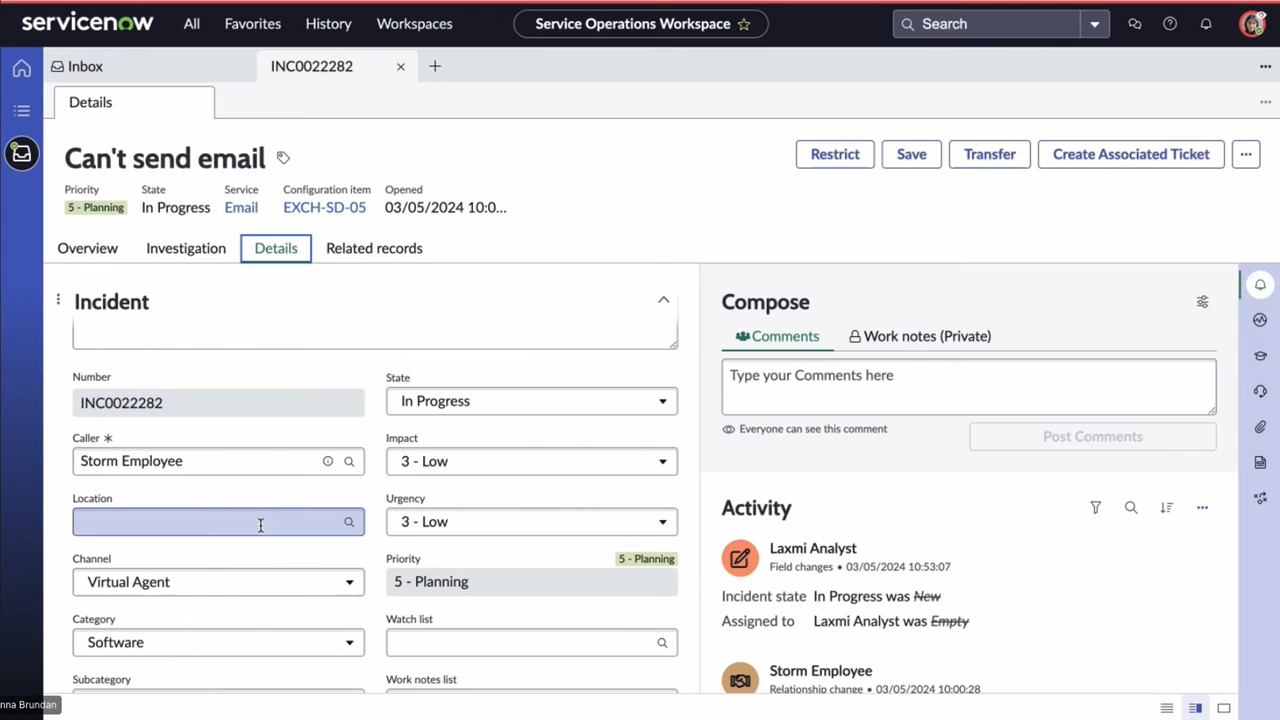 servicenow All Favorites History Workspaces Service Operations Workspace Search
Inbox INC0022282
Details
Can't send email Restrict Save Transfer Create Associated Ticket
Priority State Service Configuration item Opened
5 - Planning In Progress Email EXCH-SD-05 03/05/2024 10:0...
Overview Investigation Details Related records
Incident
Number State
INC0022282 In Progress
Caller Impact
Storm Employee 3 - Low
Location Urgency
3 - Low
Channel Priority 5 - Planning
Virtual Agent 5 - Planning
Category Watch list
Software
Subcategory Work notes list
Compose
Comments Work notes (Private)
Type your Comments here
Everyone can see this comment Post Comments
Activity
Laxmi Analyst
Field changes • 03/05/2024 10:53:07
Incident state In Progress was New
Assigned to Laxmi Analyst was Empty
Storm Employee
Relationship change • 03/05/2024 10:00:28
nna Brundan